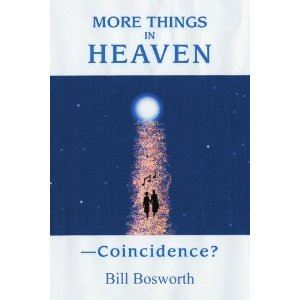 MORE THINGS
IN
HEAVEN
—Coincidence?
Bill Bosworth